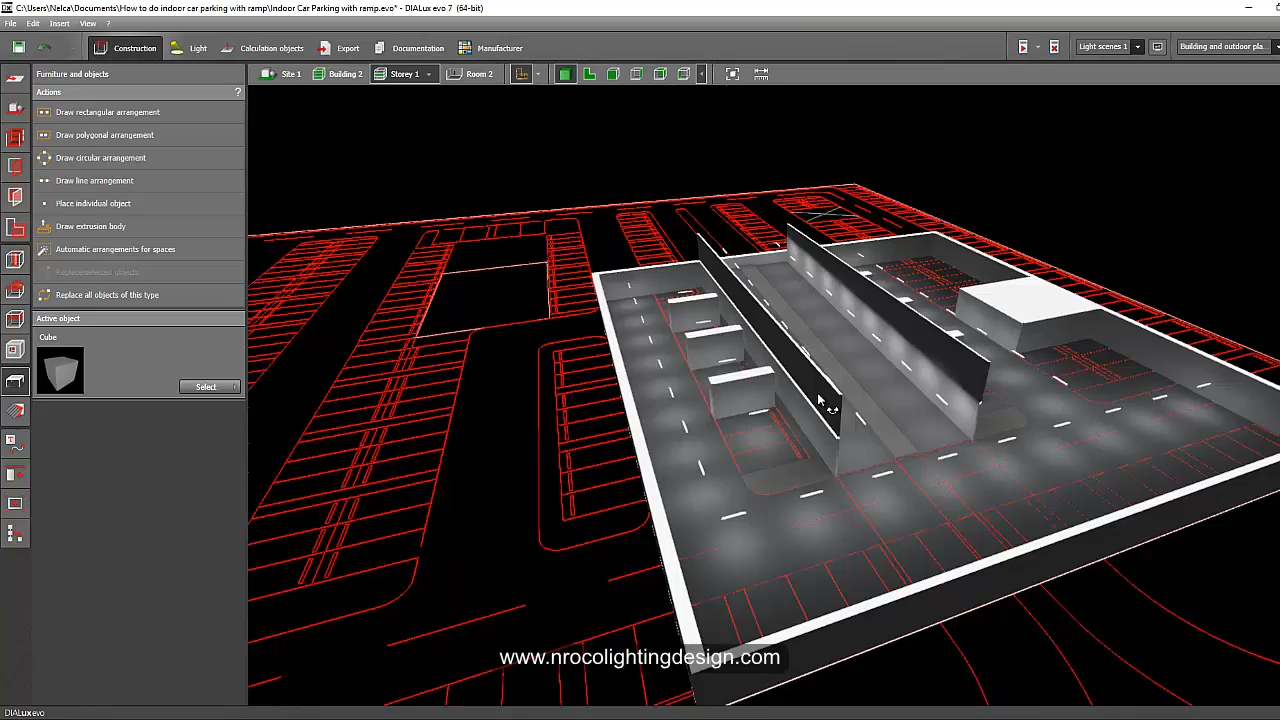 C:\Users\Nelca\Documents\How to do indoor car parking with ramp\Indoor Car Parking with ramp.evo* - DIALux evo 7 (64-bit)
File Edit Insert View ?
Construction Light Calculation objects Export Documentation Manufacturer Light scenes 1 Building and outdoor pla...
Furniture and objects Site 1 Building 2 Storey 1 Room 2
Actions ?
Draw rectangular arrangement
Draw polygonal arrangement
Draw circular arrangement
Draw line arrangement
Place individual object
Draw extrusion body
Automatic arrangements for spaces
Replace selected objects
Replace all objects of this type
Active object
Cube
Select
www.nrocolightingdesign.com
DIALux evo